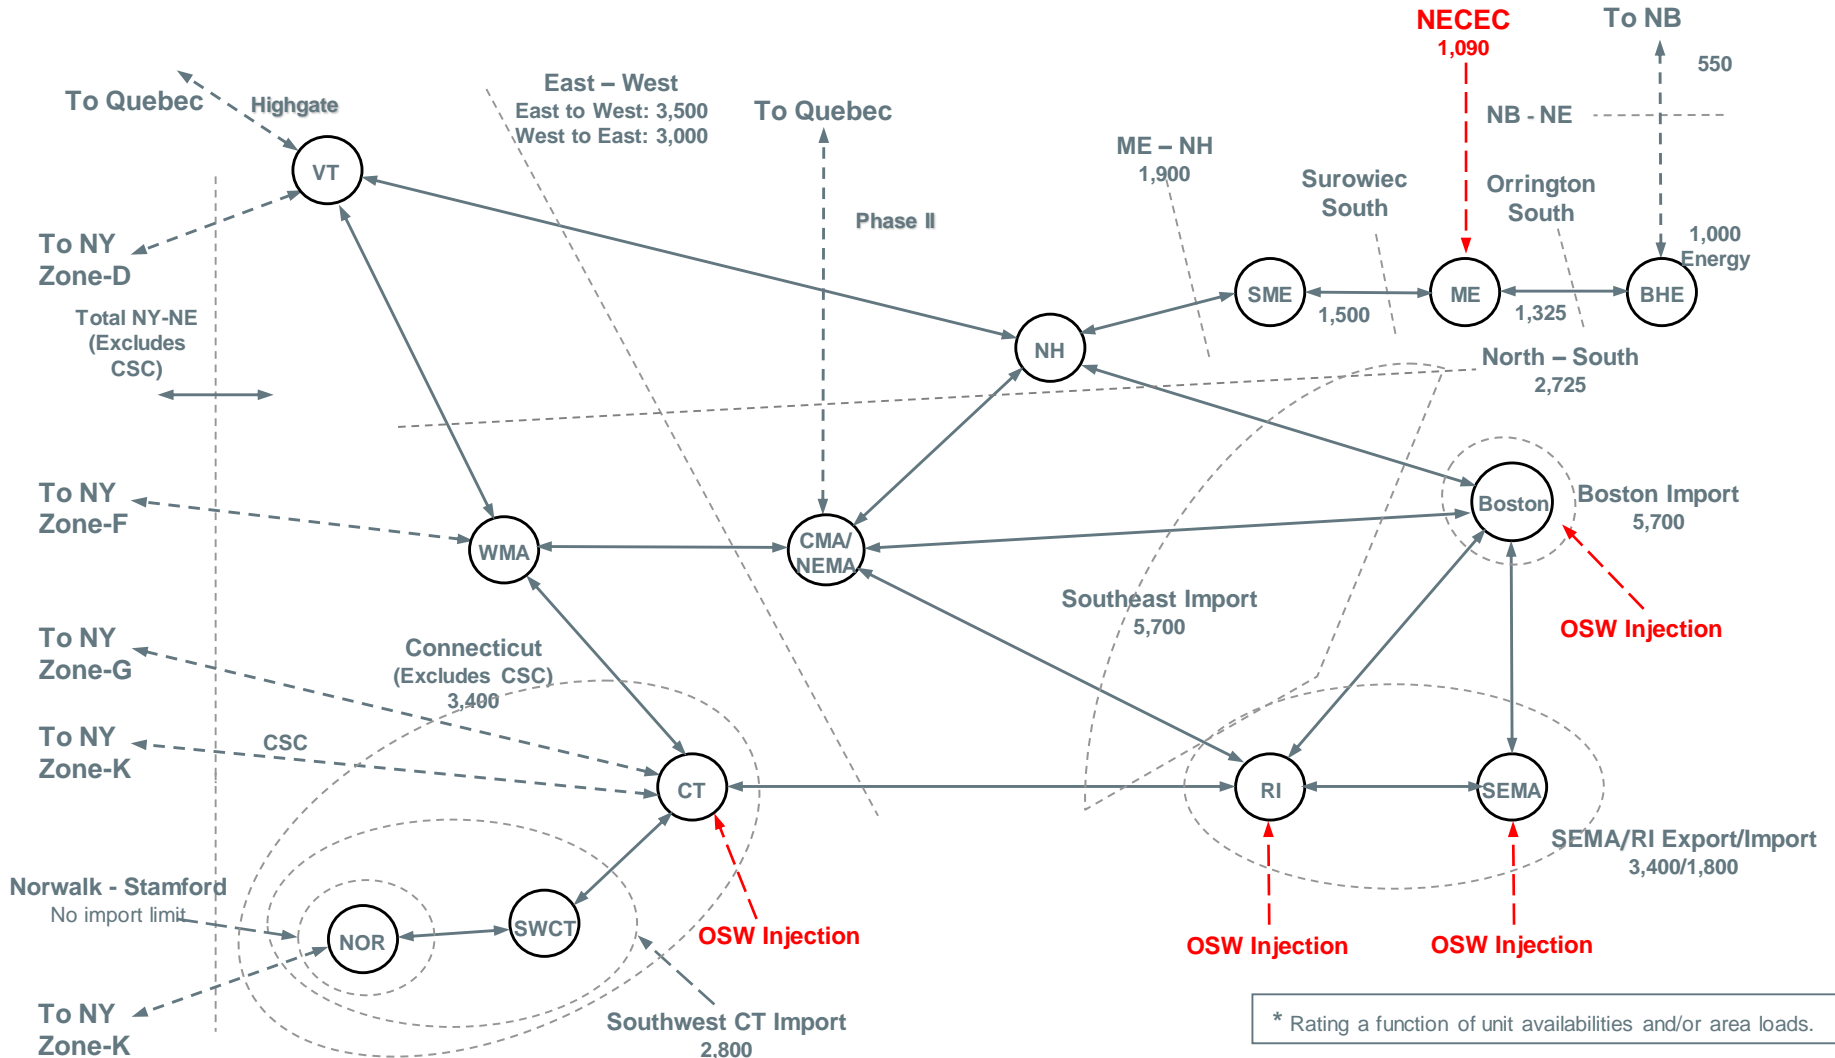 NECEC
1,090
To NB
550
East – West
East to West: 3,500
West to East: 3,000
To Quebec
Highgate
To Quebec
NB - NE
ME – NH
1,900
VT
Surowiec
South
Orrington
South
Phase II
To NY
Zone-D
1,000
Energy
SME
ME
BHE
1,500
1,325
Total NY-NE
(Excludes
CSC)
NH
North – South
2,725
To NY
Zone-F
Boston
Boston Import
5,700
WMA
CMA/
NEMA
Southeast Import
5,700
OSW Injection
To NY
Zone-G
Connecticut
(Excludes CSC)
3,400
To NY
Zone-K
CSC
CT
RI
SEMA
SEMA/RI Export/Import
3,400/1,800
Norwalk - Stamford
No import limit
NOR
SWCT
OSW Injection
OSW Injection
OSW Injection
To NY
Zone-K
Southwest CT Import
2,800
* Rating a function of unit availabilities and/or area loads.